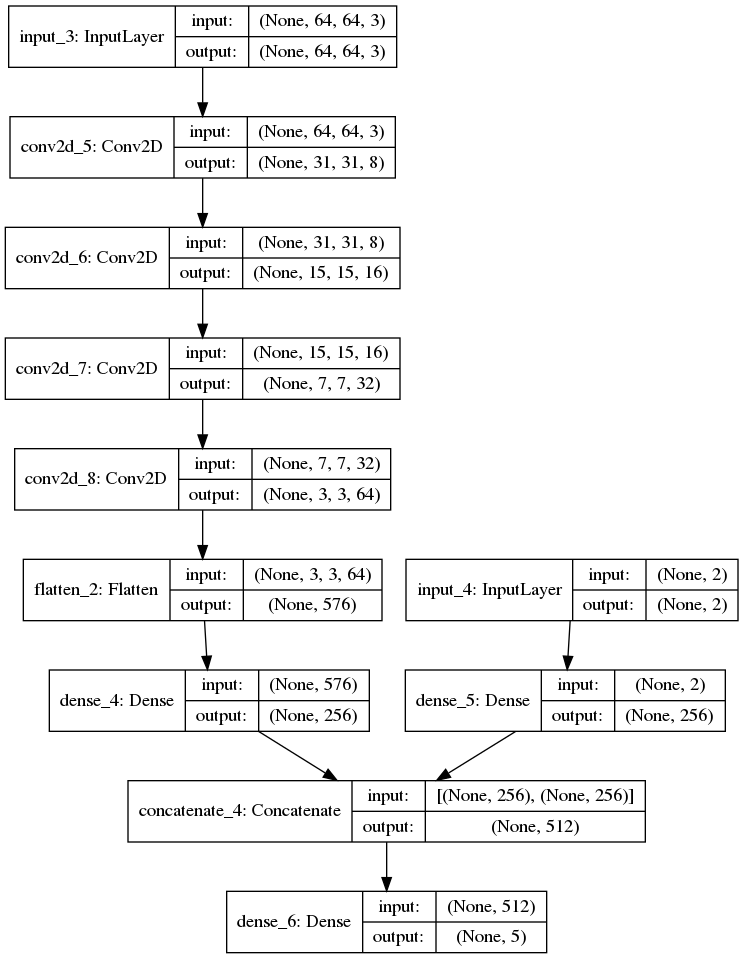 input_3: InputLayer
input:
(None, 64, 64, 3)
output:
(None, 64, 64, 3)
conv2d_5: Conv2D
input:
(None, 64, 64, 3)
output:
(None, 31, 31, 8)
conv2d_6: Conv2D
input:
(None, 31, 31, 8)
output:
(None, 15, 15, 16)
conv2d_7: Conv2D
input:
(None, 15, 15, 16)
output:
(None, 7, 7, 32)
conv2d_8: Conv2D
input:
(None, 7, 7, 32)
output:
(None, 3, 3, 64)
flatten_2: Flatten
input:
(None, 3, 3, 64)
output:
(None, 576)
input_4: InputLayer
input:
(None, 2)
output:
(None, 2)
dense_4: Dense
input:
(None, 576)
output:
(None, 256)
dense_5: Dense
input:
(None, 2)
output:
(None, 256)
concatenate_4: Concatenate
input:
[(None, 256), (None, 256)]
output:
(None, 512)
dense_6: Dense
input:
(None, 512)
output:
(None, 5)